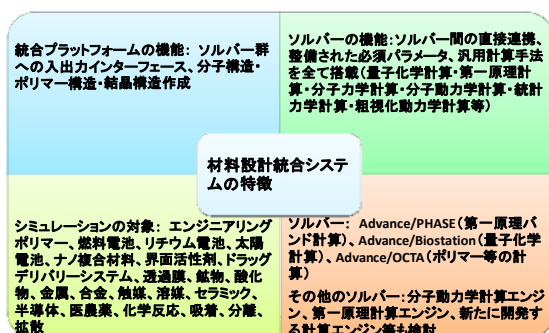 統合プラットフォームの機能： ソルバー群
への入出力インターフェース、分子構造・
ポリマー構造・結晶構造作成
ソルバーの機能：ソルバー間の直接連携、
整備された必須パラメータ、汎用計算手法
を全て搭載（量子化学計算・第一原理計
算・分子力学計算・分子動力学計算・統計
力学計算・粗視化動力学計算等）
材料設計統合システ
ムの特徴
シミュレーションの対象： エンジニアリング
ポリマー、燃料電池、リチウム電池、太陽
電池、ナノ複合材料、界面活性剤、ドラッグ
デリバリーシステム、透過膜、鉱物、酸化
物、金属、合金、触媒、溶媒、セラミック、
半導体、医農薬、化学反応、吸着、分離、
拡散
ソルバー： Advance/PHASE（第一原理バ
ンド計算）、Advance/Biostation（量子化学
計算）、Advance/OCTA（ポリマー等の計
算）
その他のソルバー：分子動力学計算エンジ
ン、第一原理計算エンジン、新たに開発す
る計算エンジン等も検討